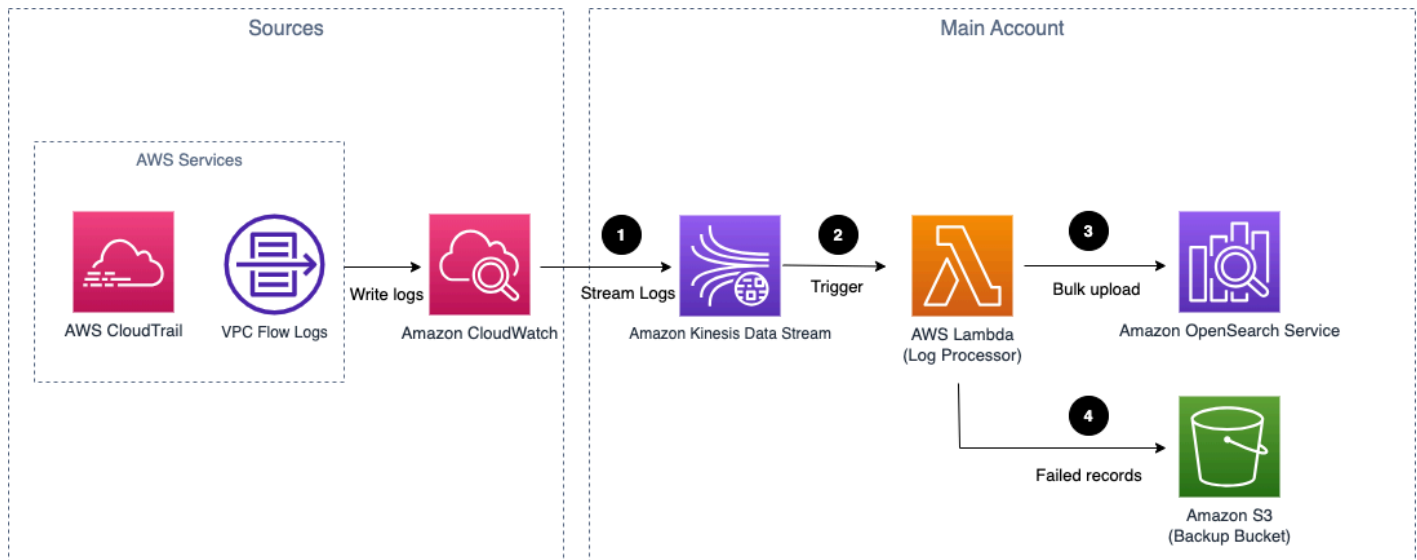 Sources
Main Account
AWS Services
AWS CloudTrail
VPC Flow Logs
Write logs
Amazon CloudWatch
1
Stream Logs
Amazon Kinesis Data Stream
2
Trigger
AWS Lambda
(Log Processor)
3
Bulk upload
Amazon OpenSearch Service
4
Failed records
Amazon S3
(Backup Bucket)